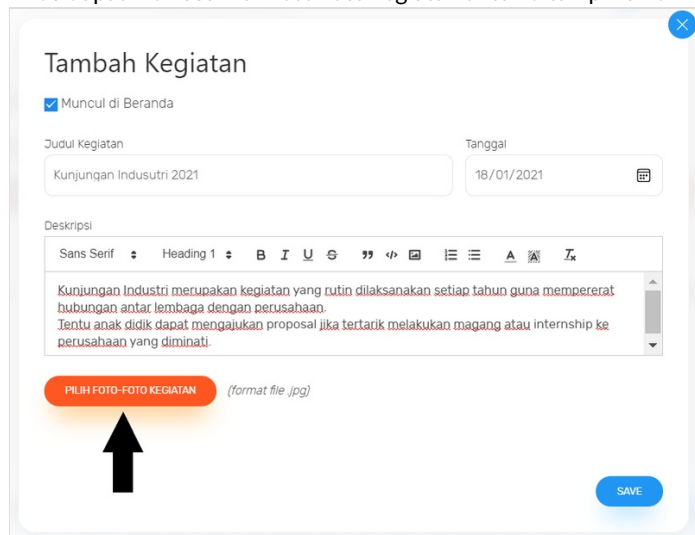 Tambah Kegiatan
Muncul di Beranda
Judul Kegiatan Tanggal
Kunjungan Indusutri 2021 18/01/2021
Deskripsi
Sans Serif Heading 1 B I U S
Kunjungan Industri merupakan kegiatan yang rutin dilaksanakan setiap tahun guna mempererat
hubungan antar lembaga dengan perusahaan.
Tentu anak didik dapat mengajukan proposal jika tertarik melakukan magang atau internship ke
perusahaan yang diminati.
PILIH FOTO-FOTO KEGIATAN (format file .jpg)
SAVE